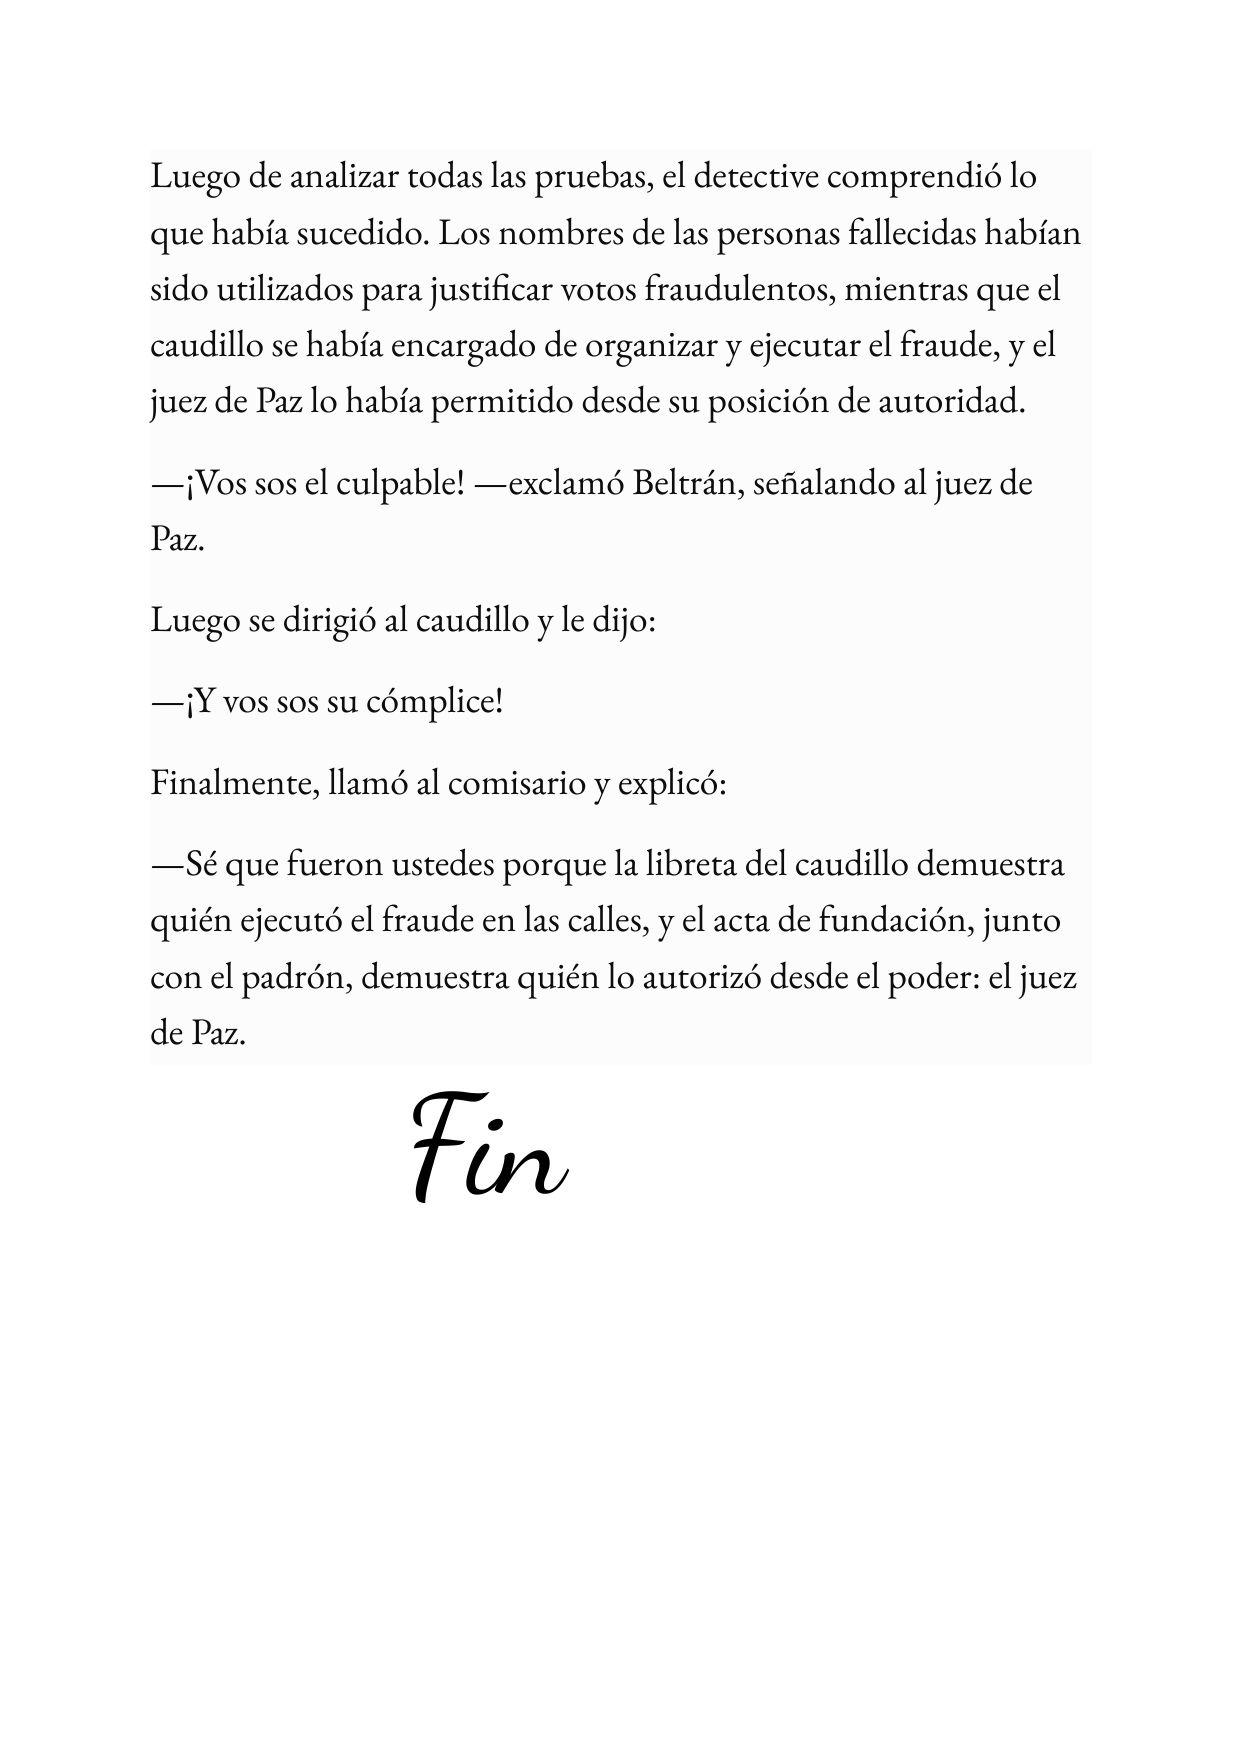 Luego de analizar todas las pruebas, el detective comprendió lo
que había sucedido. Los nombres de las personas fallecidas habían
sido utilizados para justificar votos fraudulentos, mientras que el
caudillo se había encargado de organizar y ejecutar el fraude, y el
juez de Paz lo había permitido desde su posición de autoridad.
—¡Vos sos el culpable! —exclamó Beltrán, señalando al juez de
Paz.
Luego se dirigió al caudillo y le dijo:
—¡Y vos sos su cómplice!
Finalmente, llamó al comisario y explicó:
—Sé que fueron ustedes porque la libreta del caudillo demuestra
quién ejecutó el fraude en las calles, y el acta de fundación, junto
con el padrón, demuestra quién lo autorizó desde el poder: el juez
de Paz.
Fin